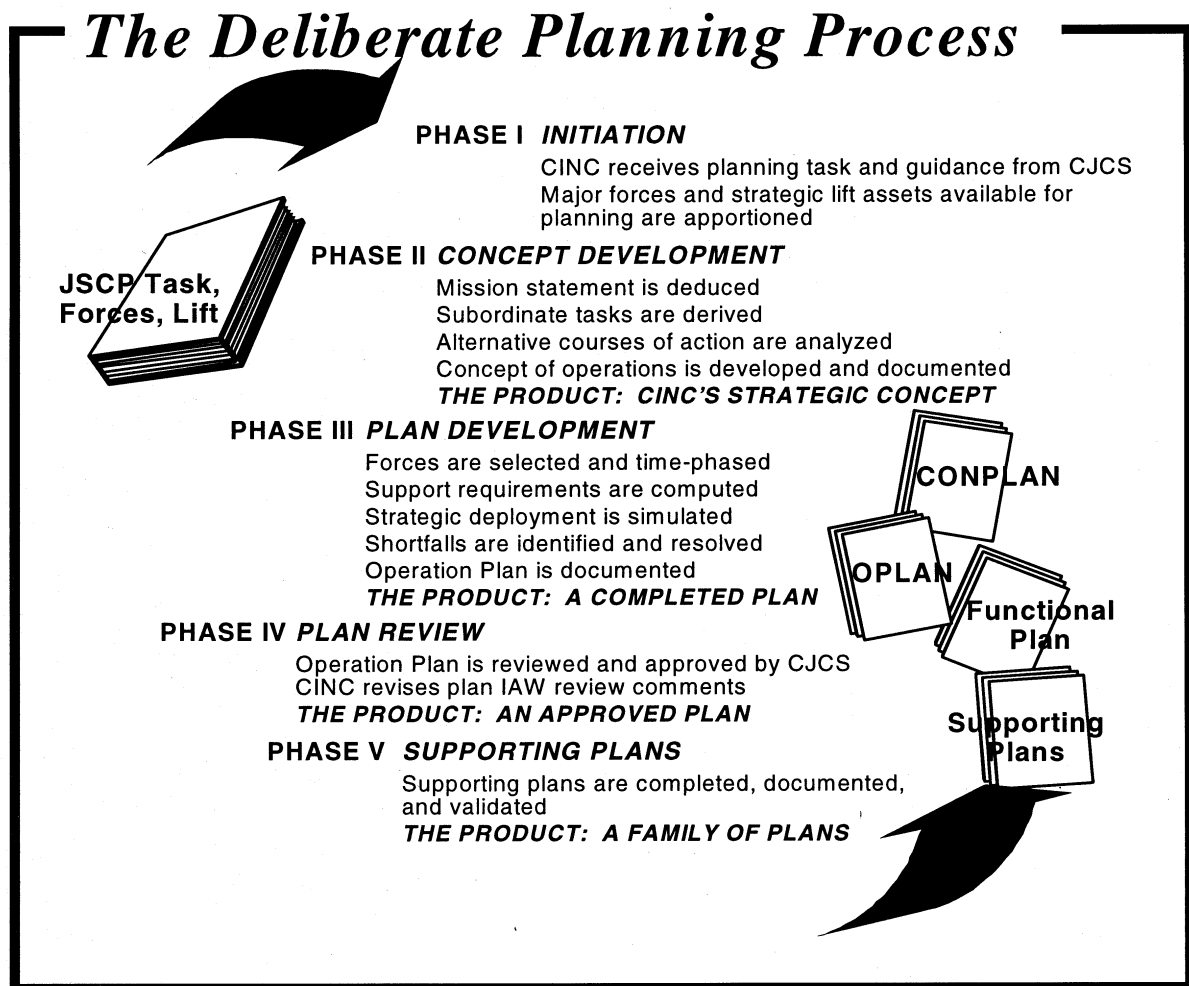 The Deliberate Planning Process
PHASE I INITIATION
CINC receives planning task and guidance from CJCS
Major forces and strategic lift assets available for
planning are apportioned
JSCP Task,
Forces, Lift
PHASE II CONCEPT DEVELOPMENT
Mission statement is deduced
Subordinate tasks are derived
Alternative courses of action are analyzed
Concept of operations is developed and documented
THE PRODUCT: CINC'S STRATEGIC CONCEPT
PHASE III PLAN DEVELOPMENT
Forces are selected and time-phased
Support requirements are computed
Strategic deployment is simulated
Shortfalls are identified and resolved
Operation Plan is documented
THE PRODUCT: A COMPLETED PLAN
CONPLAN
OPLAN
Functional
Plan
Supporting
Plans
PHASE IV PLAN REVIEW
Operation Plan is reviewed and approved by CJCS
CINC revises plan IAW review comments
THE PRODUCT: AN APPROVED PLAN
PHASE V SUPPORTING PLANS
Supporting plans are completed, documented,
and validated
THE PRODUCT: A FAMILY OF PLANS